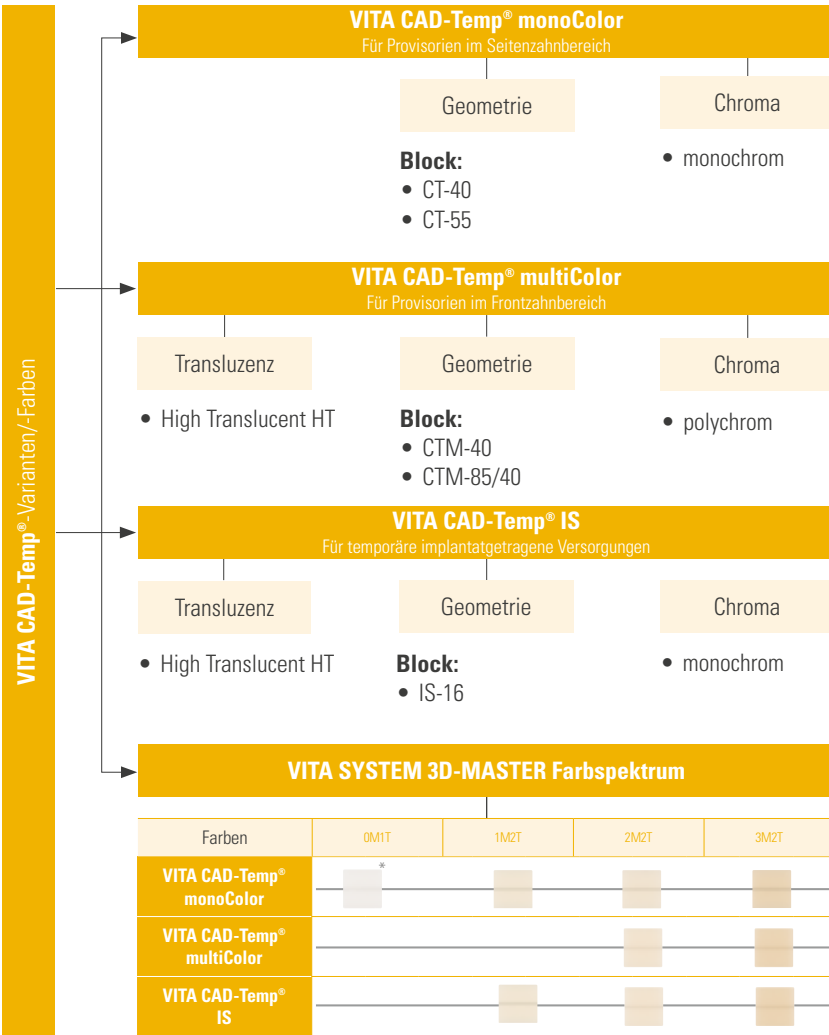 VITA CAD-Temp®-Varianten/-Farben
VITA CAD-Temp® monoColor
Für Provisorien im Seitenzahnbereich
Geometrie
Chroma
Block:
• CT-40
• CT-55
• monochrom
VITA CAD-Temp® multiColor
Für Provisorien im Frontzahnbereich
Transluzenz
Geometrie
Chroma
• High Translucent HT
Block:
• CTM-40
• CTM-85/40
• polychrom
VITA CAD-Temp® IS
Für temporäre implantatgetragene Versorgungen
Transluzenz
Geometrie
Chroma
• High Translucent HT
Block:
• IS-16
• monochrom
VITA SYSTEM 3D-MASTER Farbspektrum
Farben 0M1T 1M2T 2M2T 3M2T
VITA CAD-Temp®
monoColor
*
VITA CAD-Temp®
multiColor
VITA CAD-Temp®
IS